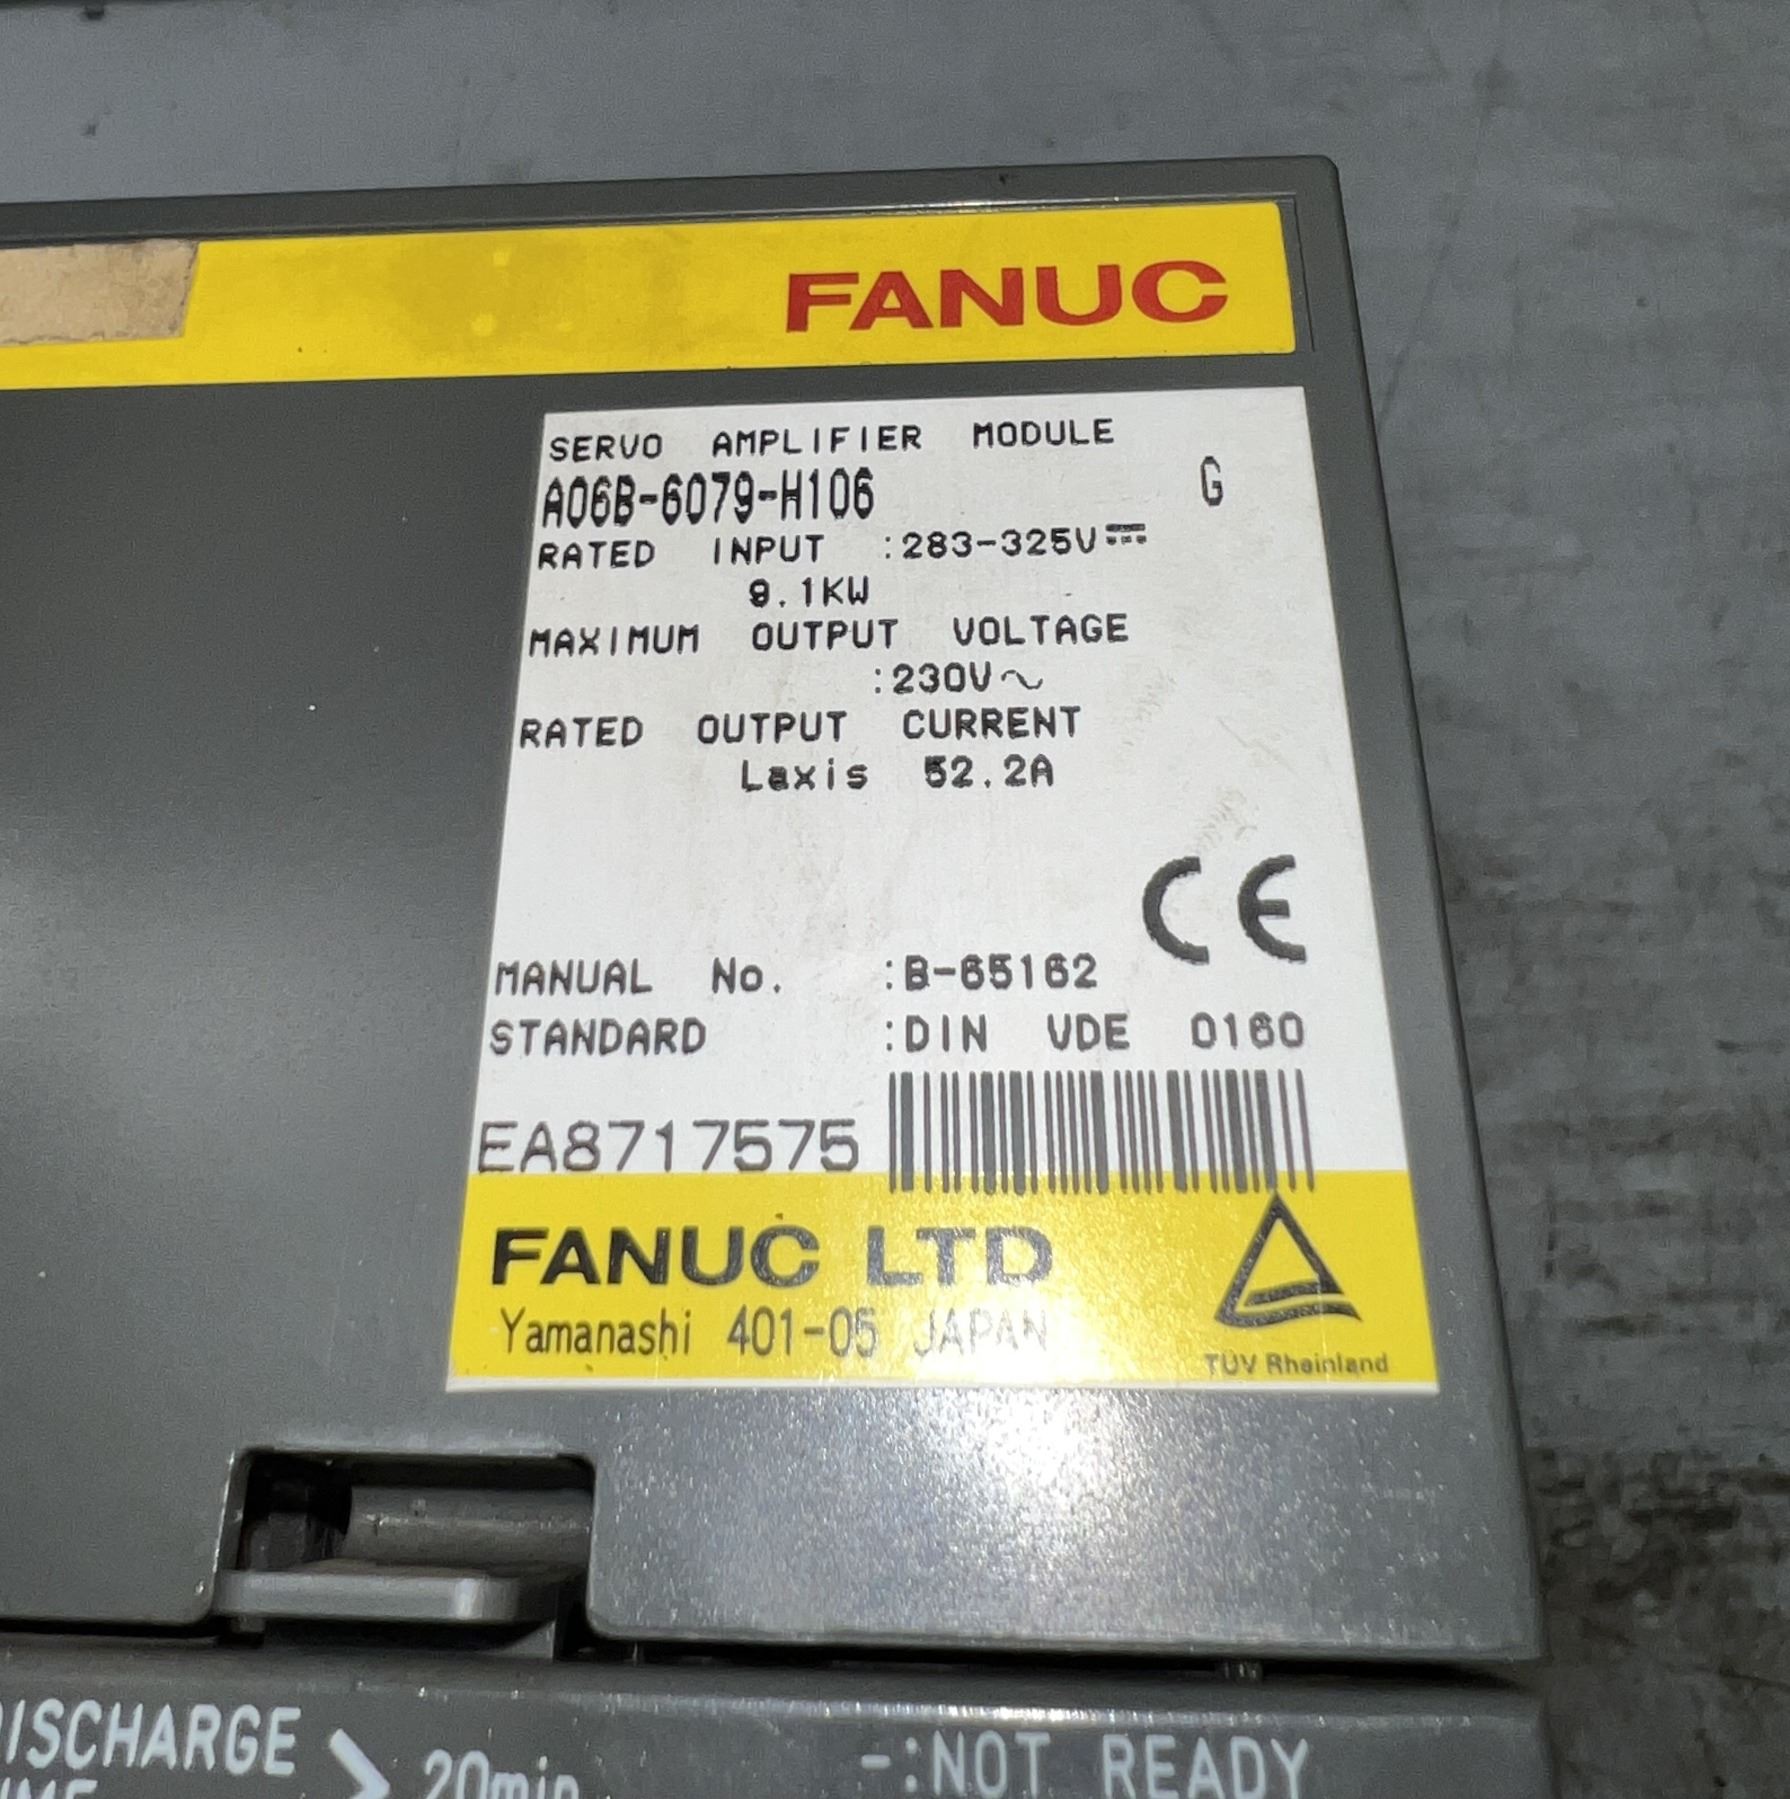 FANUC
SERVO AMPLIFIER MODULE
A06B-6079-H106 G
RATED INPUT :283-325V⎓
9.1KW
MAXIMUM OUTPUT VOLTAGE
:230V~
RATED OUTPUT CURRENT
Laxis 52.2A
CE
MANUAL No. :B-65162
STANDARD :DIN VDE 0160
EA8717575
FANUC LTD
Yamanashi 401-05 JAPAN
TÜV Rheinland
ISCHARGE > 20min
-:NOT READY